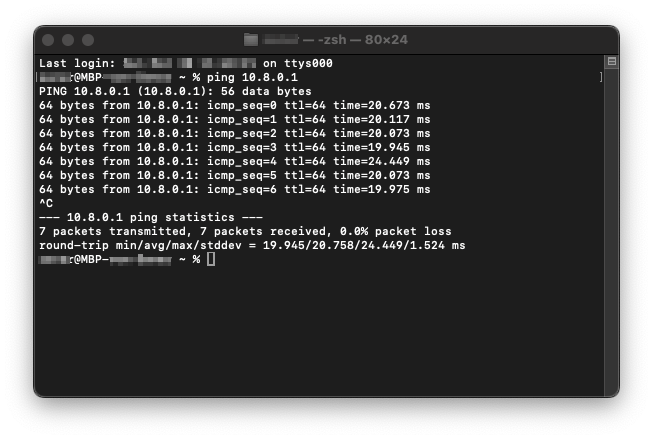 — -zsh — 80×24
Last login: on ttys000
@MBP- ~ % ping 10.8.0.1
PING 10.8.0.1 (10.8.0.1): 56 data bytes
64 bytes from 10.8.0.1: icmp_seq=0 ttl=64 time=20.673 ms
64 bytes from 10.8.0.1: icmp_seq=1 ttl=64 time=20.117 ms
64 bytes from 10.8.0.1: icmp_seq=2 ttl=64 time=20.073 ms
64 bytes from 10.8.0.1: icmp_seq=3 ttl=64 time=19.945 ms
64 bytes from 10.8.0.1: icmp_seq=4 ttl=64 time=24.449 ms
64 bytes from 10.8.0.1: icmp_seq=5 ttl=64 time=20.073 ms
64 bytes from 10.8.0.1: icmp_seq=6 ttl=64 time=19.975 ms
^C
--- 10.8.0.1 ping statistics ---
7 packets transmitted, 7 packets received, 0.0% packet loss
round-trip min/avg/max/stddev = 19.945/20.758/24.449/1.524 ms
@MBP- ~ %